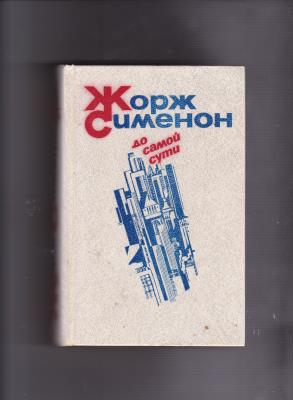 Жорж
Сименон
до
самой
сути